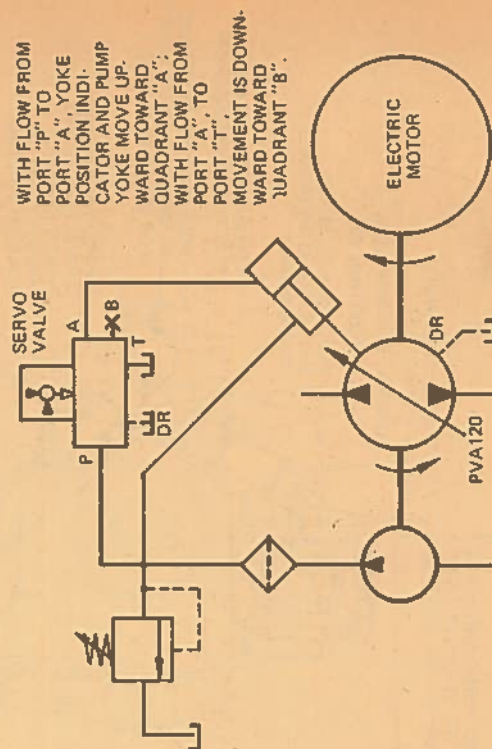 WITH FLOW FROM
PORT "P" TO
PORT "A", YOKE
POSITION INDI-
CATOR AND PUMP
YOKE MOVE UP-
WARD TOWARD
QUADRANT "A";
WITH FLOW FROM
PORT "A", TO
PORT "T",
MOVEMENT IS DOWN-
WARD TOWARD
QUADRANT "B".
SERVO
VALVE
P
A
B
T
DR
ELECTRIC
MOTOR
DR
PVA120